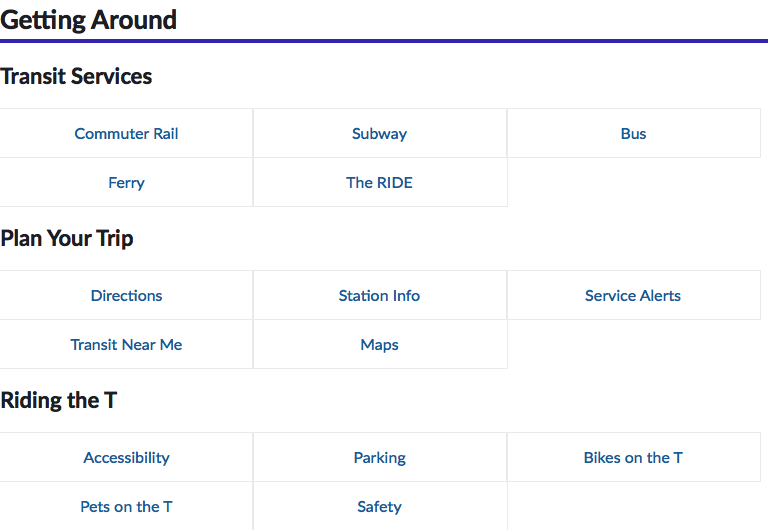 Getting Around
Transit Services
Commuter Rail Subway Bus
Ferry The RIDE
Plan Your Trip
Directions Station Info Service Alerts
Transit Near Me Maps
Riding the T
Accessibility Parking Bikes on the T
Pets on the T Safety